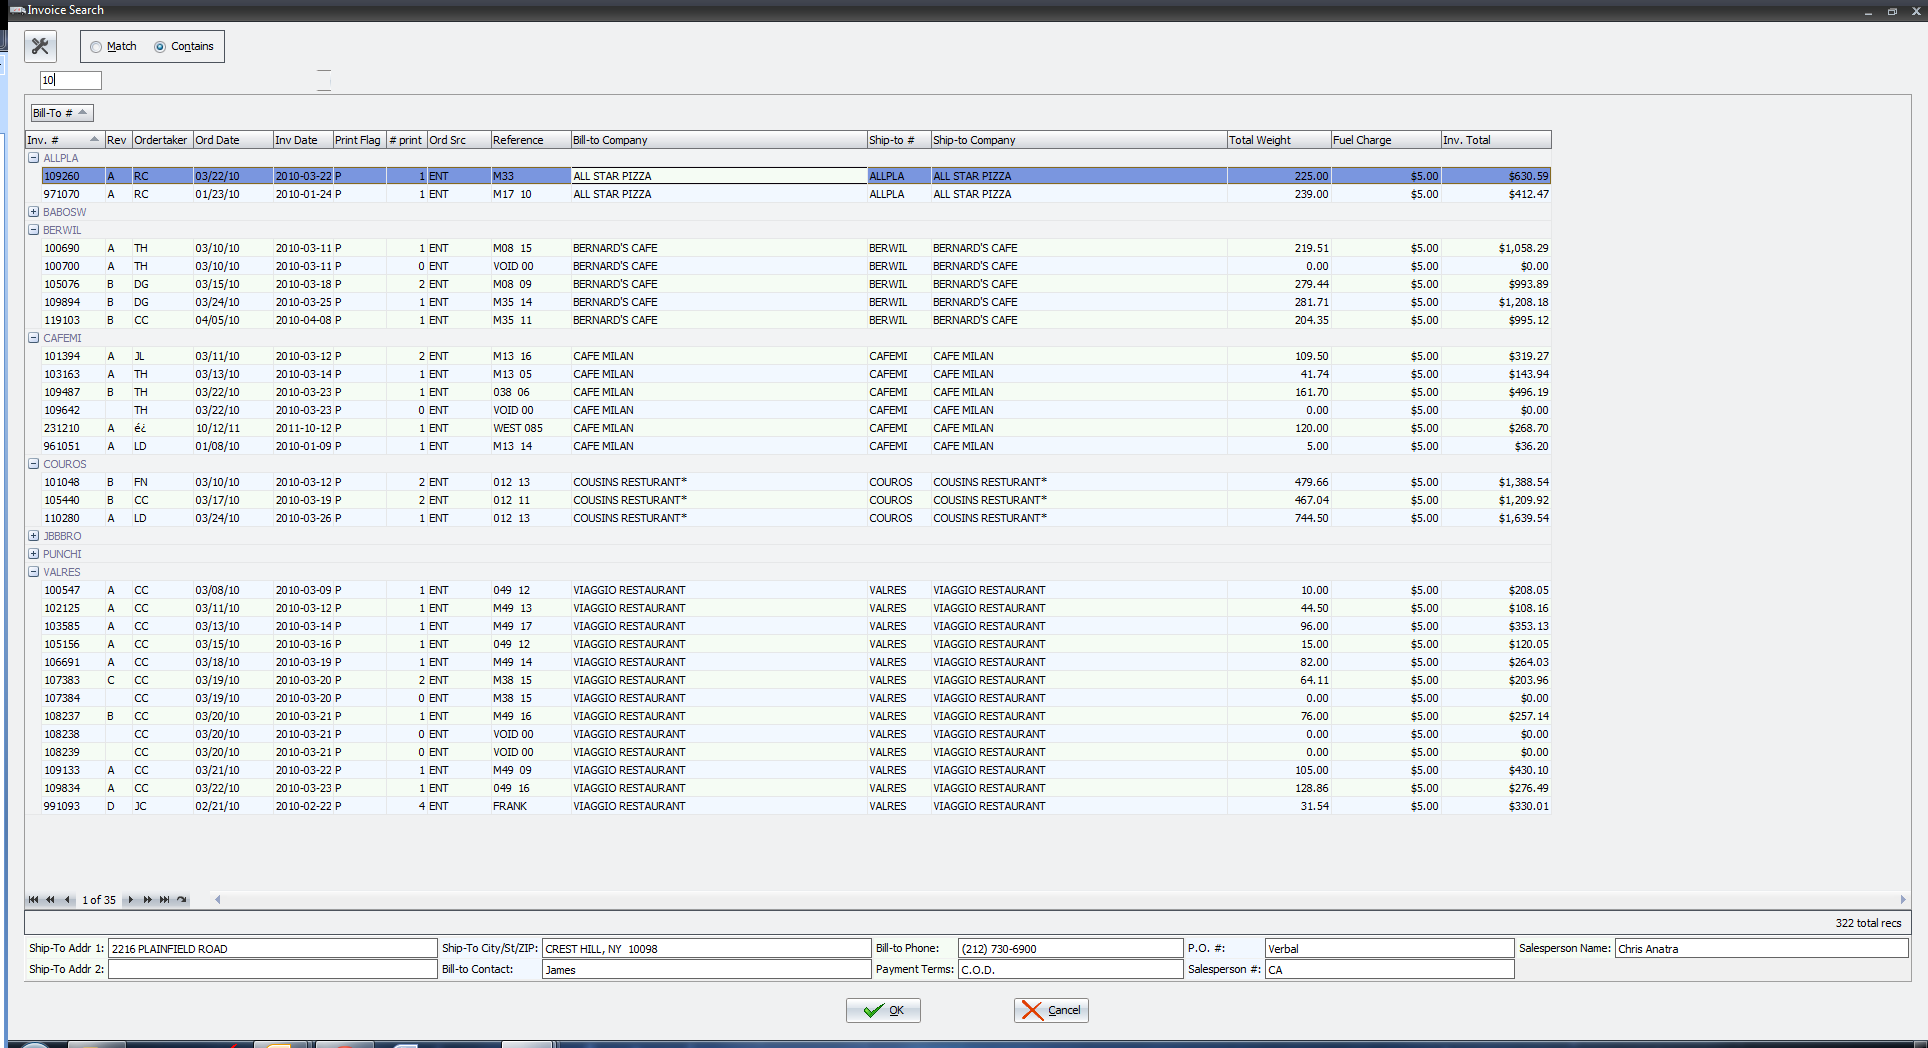 Invoice Search
Match Contains
10
Bill-To #
Inv. # Rev Ordertaker Ord Date Inv Date Print Flag # print Ord Src Reference Bill-to Company Ship-to # Ship-to Company Total Weight Fuel Charge Inv. Total
ALLPLA
109260 A RC 03/22/10 2010-03-22 P 1 ENT M33 ALL STAR PIZZA ALLPLA ALL STAR PIZZA 225.00 $5.00 $630.59
971070 A RC 01/23/10 2010-01-24 P 1 ENT M17 10 ALL STAR PIZZA ALLPLA ALL STAR PIZZA 239.00 $5.00 $412.47
BABOSW
BERWIL
100690 A TH 03/10/10 2010-03-11 P 1 ENT M08 15 BERNARD'S CAFE BERWIL BERNARD'S CAFE 219.51 $5.00 $1,058.29
100700 A TH 03/10/10 2010-03-11 P 0 ENT VOID 00 BERNARD'S CAFE BERWIL BERNARD'S CAFE 0.00 $5.00 $0.00
105076 B DG 03/15/10 2010-03-18 P 2 ENT M08 09 BERNARD'S CAFE BERWIL BERNARD'S CAFE 279.44 $5.00 $993.89
109894 B DG 03/24/10 2010-03-25 P 1 ENT M35 14 BERNARD'S CAFE BERWIL BERNARD'S CAFE 281.71 $5.00 $1,208.18
119103 B CC 04/05/10 2010-04-08 P 1 ENT M35 11 BERNARD'S CAFE BERWIL BERNARD'S CAFE 204.35 $5.00 $995.12
CAFEMI
101394 A JL 03/11/10 2010-03-12 P 2 ENT M13 16 CAFE MILAN CAFEMI CAFE MILAN 109.50 $5.00 $319.27
103163 A TH 03/13/10 2010-03-14 P 1 ENT M13 05 CAFE MILAN CAFEMI CAFE MILAN 41.74 $5.00 $143.94
109487 B TH 03/22/10 2010-03-23 P 1 ENT 038 06 CAFE MILAN CAFEMI CAFE MILAN 161.70 $5.00 $496.19
109642 TH 03/22/10 2010-03-23 P 0 ENT VOID 00 CAFE MILAN CAFEMI CAFE MILAN 0.00 $5.00 $0.00
231210 A é¿ 10/12/11 2011-10-12 P 1 ENT WEST 085 CAFE MILAN CAFEMI CAFE MILAN 120.00 $5.00 $268.70
961051 A LD 01/08/10 2010-01-09 P 1 ENT M13 14 CAFE MILAN CAFEMI CAFE MILAN 5.00 $5.00 $36.20
COUROS
101048 B FN 03/10/10 2010-03-12 P 2 ENT 012 13 COUSINS RESTURANT* COUROS COUSINS RESTURANT* 479.66 $5.00 $1,388.54
105440 B CC 03/17/10 2010-03-19 P 2 ENT 012 11 COUSINS RESTURANT* COUROS COUSINS RESTURANT* 467.04 $5.00 $1,209.92
110280 A LD 03/24/10 2010-03-26 P 1 ENT 012 13 COUSINS RESTURANT* COUROS COUSINS RESTURANT* 744.50 $5.00 $1,639.54
JBBBRO
PUNCHI
VALRES
100547 A CC 03/08/10 2010-03-09 P 1 ENT 049 12 VIAGGIO RESTAURANT VALRES VIAGGIO RESTAURANT 10.00 $5.00 $208.05
102125 A CC 03/11/10 2010-03-12 P 1 ENT M49 13 VIAGGIO RESTAURANT VALRES VIAGGIO RESTAURANT 44.50 $5.00 $108.16
103585 A CC 03/13/10 2010-03-14 P 1 ENT M49 17 VIAGGIO RESTAURANT VALRES VIAGGIO RESTAURANT 96.00 $5.00 $353.13
105156 A CC 03/15/10 2010-03-16 P 1 ENT 049 12 VIAGGIO RESTAURANT VALRES VIAGGIO RESTAURANT 15.00 $5.00 $120.05
106691 A CC 03/18/10 2010-03-19 P 1 ENT M49 14 VIAGGIO RESTAURANT VALRES VIAGGIO RESTAURANT 82.00 $5.00 $264.03
107383 C CC 03/19/10 2010-03-20 P 2 ENT M38 15 VIAGGIO RESTAURANT VALRES VIAGGIO RESTAURANT 64.11 $5.00 $203.96
107384 CC 03/19/10 2010-03-20 P 0 ENT M38 15 VIAGGIO RESTAURANT VALRES VIAGGIO RESTAURANT 0.00 $5.00 $0.00
108237 B CC 03/20/10 2010-03-21 P 1 ENT M49 16 VIAGGIO RESTAURANT VALRES VIAGGIO RESTAURANT 76.00 $5.00 $257.14
108238 CC 03/20/10 2010-03-21 P 0 ENT VOID 00 VIAGGIO RESTAURANT VALRES VIAGGIO RESTAURANT 0.00 $5.00 $0.00
108239 CC 03/20/10 2010-03-21 P 0 ENT VOID 00 VIAGGIO RESTAURANT VALRES VIAGGIO RESTAURANT 0.00 $5.00 $0.00
109133 A CC 03/21/10 2010-03-22 P 1 ENT M49 09 VIAGGIO RESTAURANT VALRES VIAGGIO RESTAURANT 105.00 $5.00 $430.10
109834 A CC 03/22/10 2010-03-23 P 1 ENT 049 16 VIAGGIO RESTAURANT VALRES VIAGGIO RESTAURANT 128.86 $5.00 $276.49
991093 D JC 02/21/10 2010-02-22 P 4 ENT FRANK VIAGGIO RESTAURANT VALRES VIAGGIO RESTAURANT 31.54 $5.00 $330.01
1 of 35
322 total recs
Ship-To Addr 1: 2216 PLAINFIELD ROAD Ship-To City/St/ZIP: CREST HILL, NY 10098 Bill-to Phone: (212) 730-6900 P.O. #: Verbal Salesperson Name: Chris Anatra
Ship-To Addr 2: Bill-to Contact: James Payment Terms: C.O.D. Salesperson #: CA
OK Cancel